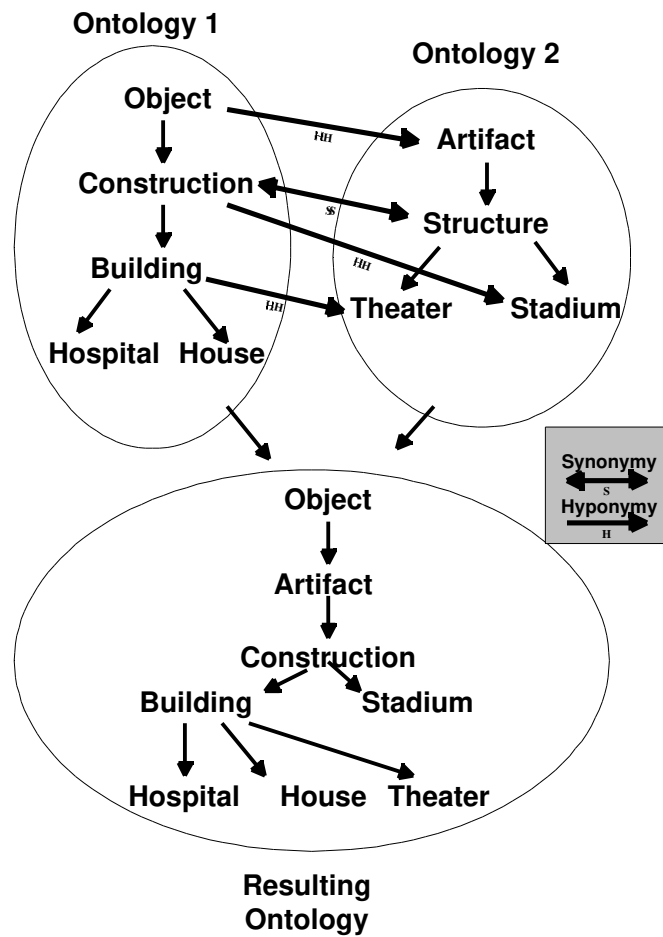 Ontology 1
Object
Construction
Building
Hospital House
Ontology 2
Artifact
Structure
Theater Stadium
H
S
H
H
Synonymy
S
Hyponymy
H
Object
Artifact
Construction
Building Stadium
Hospital House Theater
Resulting
Ontology